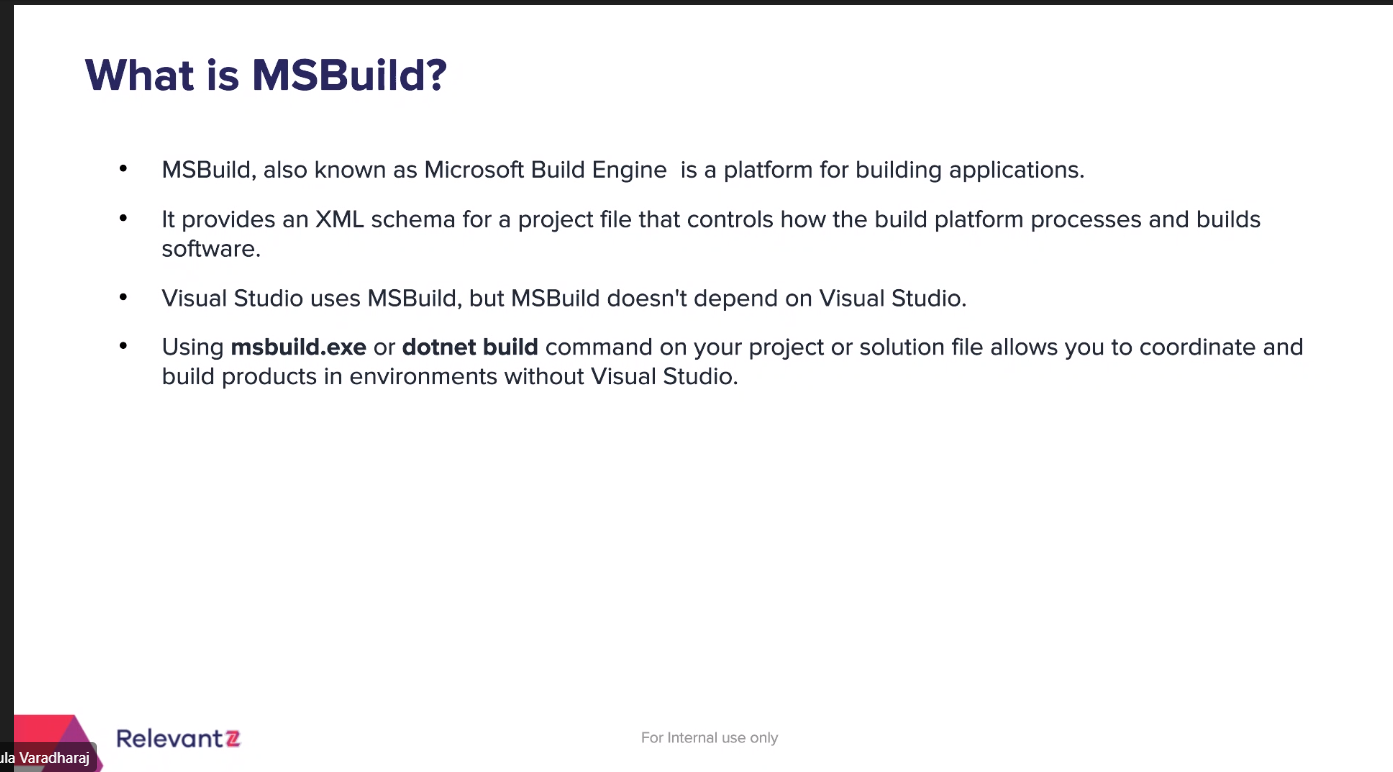 What is MSBuild?
• MSBuild, also known as Microsoft Build Engine  is a platform for building applications.
• It provides an XML schema for a project file that controls how the build platform processes and builds
software.
• Visual Studio uses MSBuild, but MSBuild doesn't depend on Visual Studio.
• Using msbuild.exe or dotnet build command on your project or solution file allows you to coordinate and
build products in environments without Visual Studio.
RelevantZ
For Internal use only
ula Varadharaj